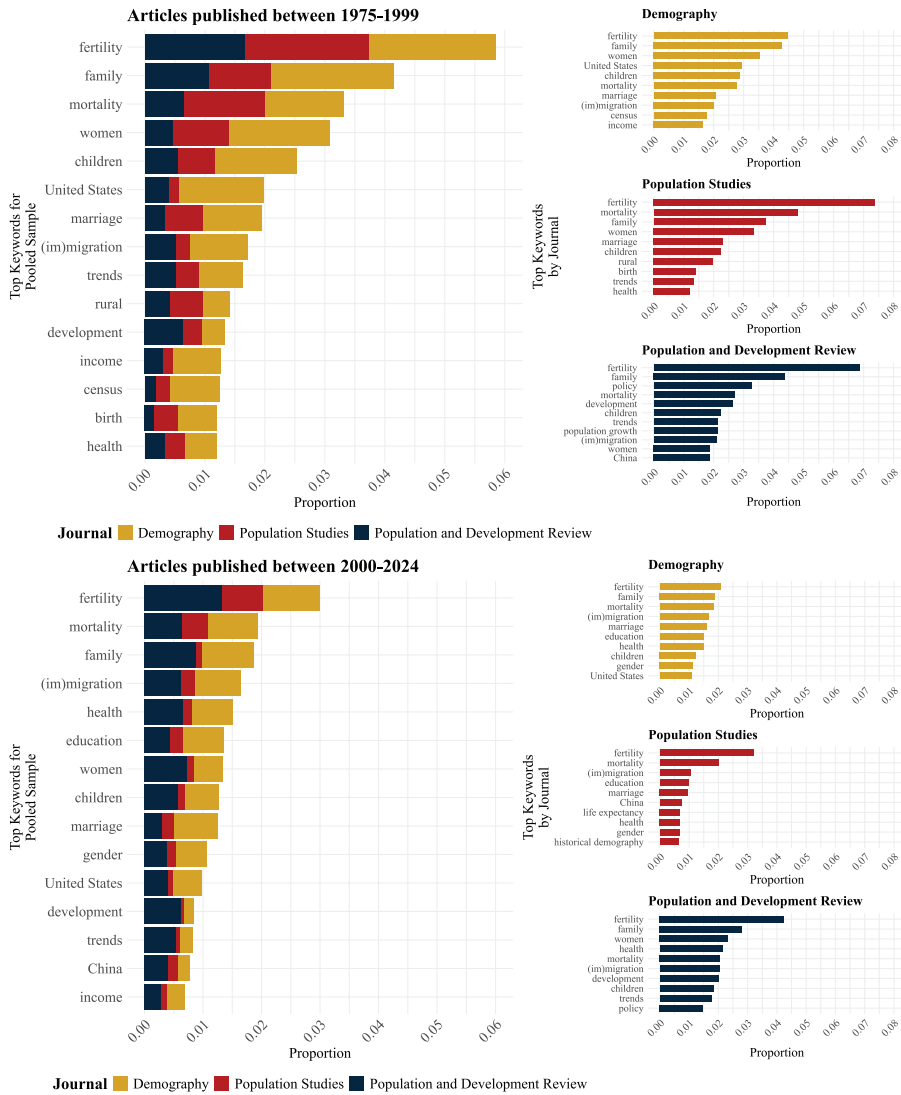 Articles published between 1975-1999
Top Keywords for
Pooled Sample
fertility
family
mortality
women
children
United States
marriage
(im)migration
trends
rural
development
income
census
birth
health
0.00 0.01 0.02 0.03 0.04 0.05 0.06
Proportion
Top Keywords
by Journal
Demography
fertility
family
women
United States
children
mortality
marriage
(im)migration
census
income
0.00 0.01 0.02 0.03 0.04 0.05 0.06 0.07 0.08
Proportion
Population Studies
fertility
mortality
family
women
marriage
children
rural
birth
trends
health
0.00 0.01 0.02 0.03 0.04 0.05 0.06 0.07 0.08
Proportion
Population and Development Review
fertility
family
policy
mortality
development
children
trends
population growth
(im)migration
women
China
0.00 0.01 0.02 0.03 0.04 0.05 0.06 0.07 0.08
Proportion
Journal Demography Population Studies Population and Development Review
Articles published between 2000-2024
Top Keywords for
Pooled Sample
fertility
mortality
family
(im)migration
health
education
women
children
marriage
gender
United States
development
trends
China
income
0.00 0.01 0.02 0.03 0.04 0.05 0.06
Proportion
Top Keywords
by Journal
Demography
fertility
family
mortality
(im)migration
marriage
education
health
children
gender
United States
0.00 0.01 0.02 0.03 0.04 0.05 0.06 0.07 0.08
Proportion
Population Studies
fertility
mortality
(im)migration
education
marriage
China
life expectancy
health
gender
historical demography
0.00 0.01 0.02 0.03 0.04 0.05 0.06 0.07 0.08
Proportion
Population and Development Review
fertility
family
women
health
mortality
(im)migration
development
children
trends
policy
0.00 0.01 0.02 0.03 0.04 0.05 0.06 0.07 0.08
Proportion
Journal Demography Population Studies Population and Development Review